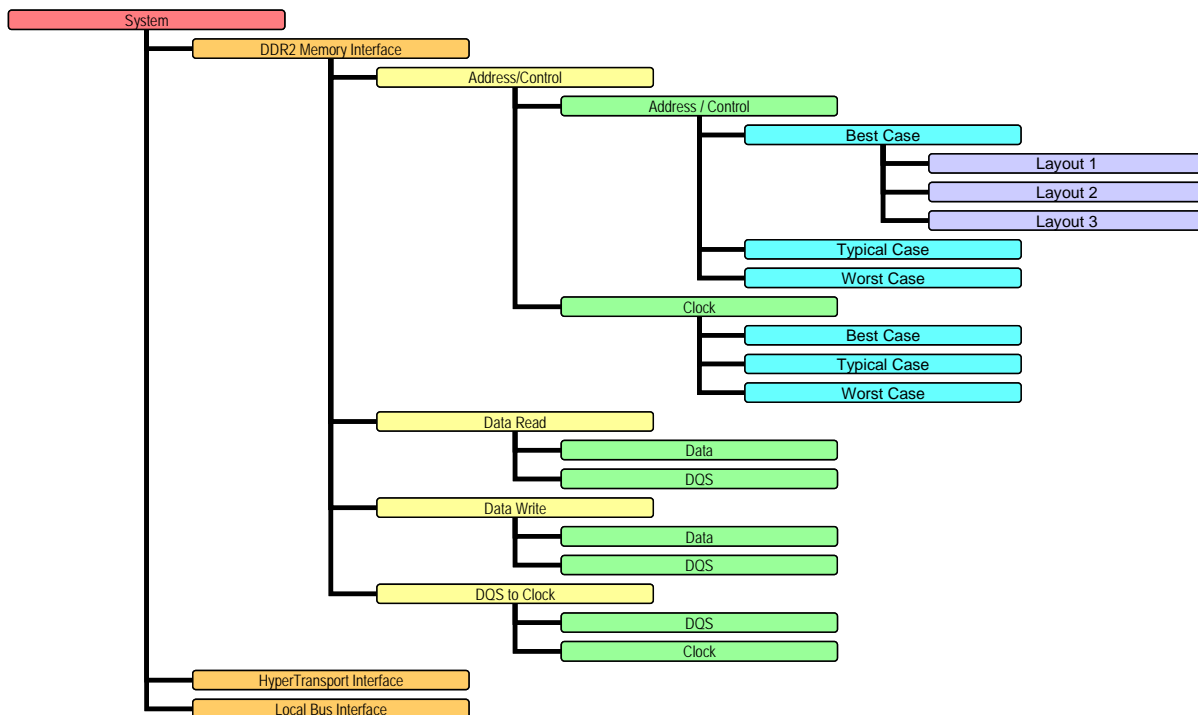 System
DDR2 Memory Interface
Address/Control
Address / Control
Best Case
Layout 1
Layout 2
Layout 3
Typical Case
Worst Case
Clock
Best Case
Typical Case
Worst Case
Data Read
Data
DQS
Data Write
Data
DQS
DQS to Clock
DQS
Clock
HyperTransport Interface
Local Bus Interface